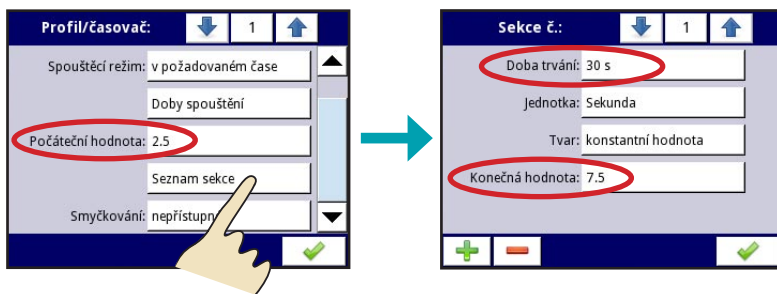 Profil/časovač: 1
Spouštěcí režim: v požadovaném čase
Doby spouštění
Počáteční hodnota: 2.5
Seznam sekce
Smyčkování: nepřístupn
Sekce č.: 1
Doba trvání: 30 s
Jednotka: Sekunda
Tvar: konstantní hodnota
Konečná hodnota: 7.5